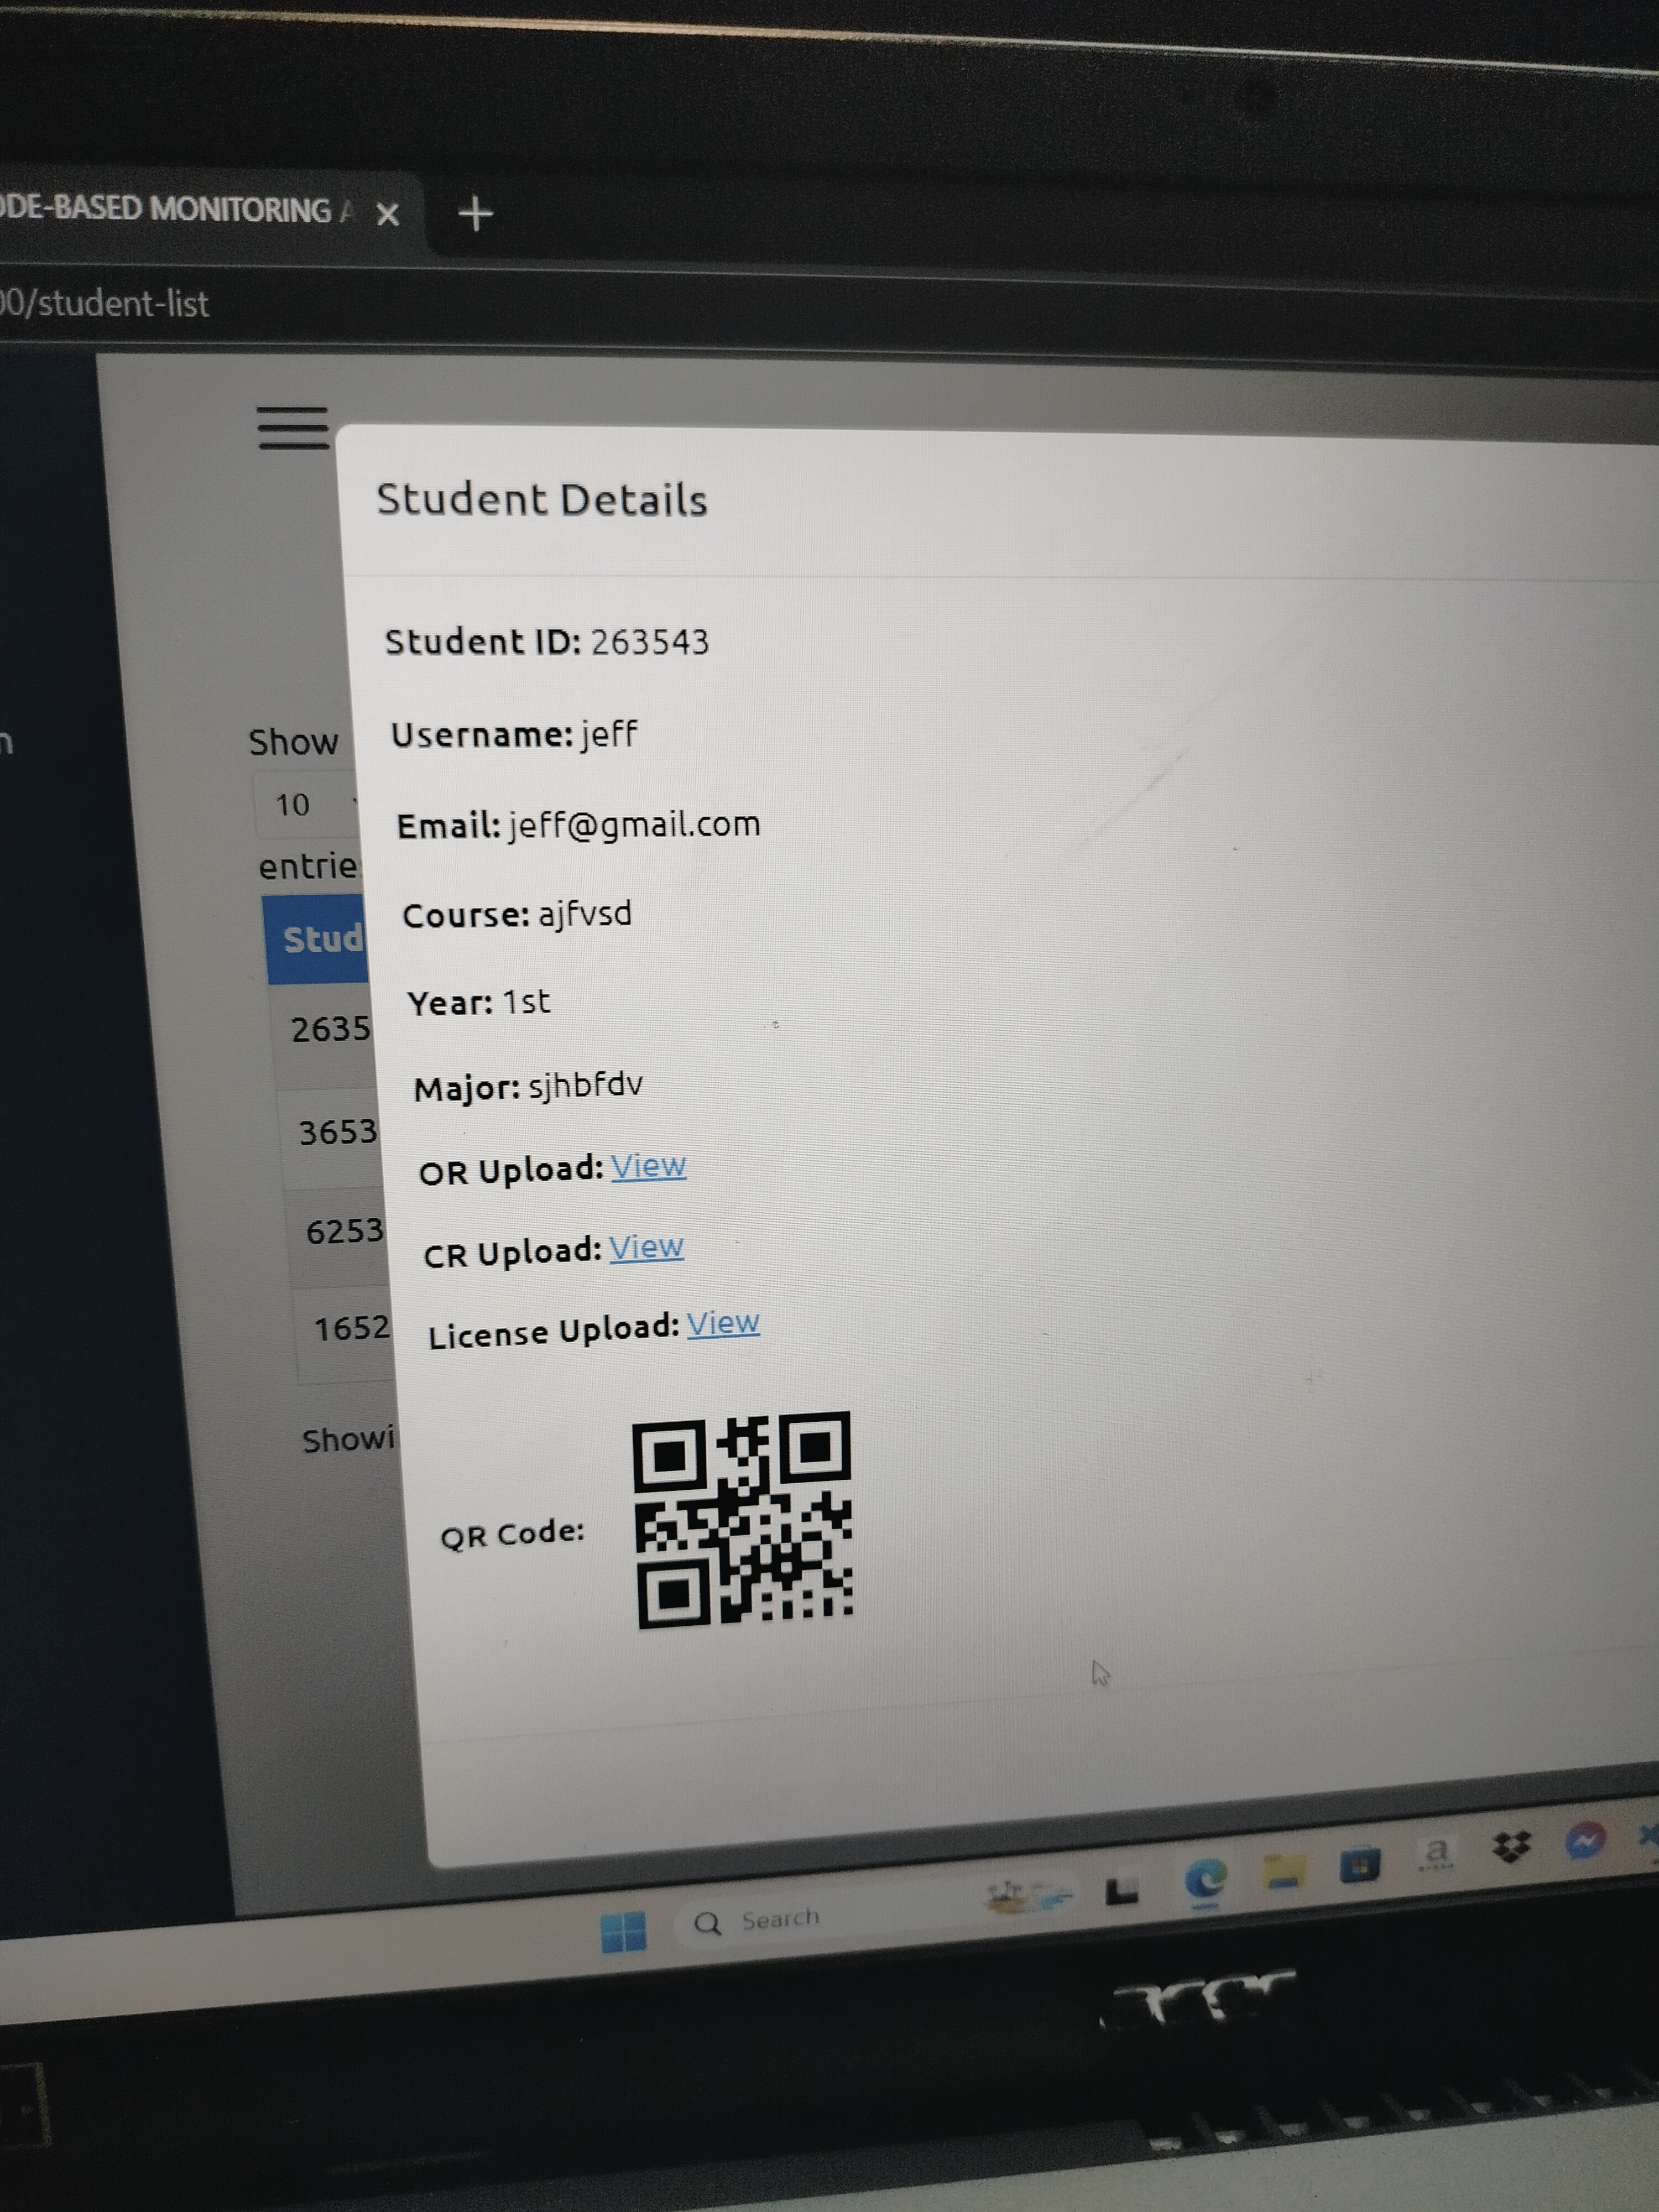 ODE-BASED MONITORING A
00/student-list
Student Details
Student ID: 263543
Username: jeff
Email: jeff@gmail.com
Course: ajfvsd
Year: 1st
Major: sjhbfdv
OR Upload: View
CR Upload: View
License Upload: View
QR Code:
Show
10
entrie
Stud
2635
3653
6253
1652
Showi
n
Search
a
acer